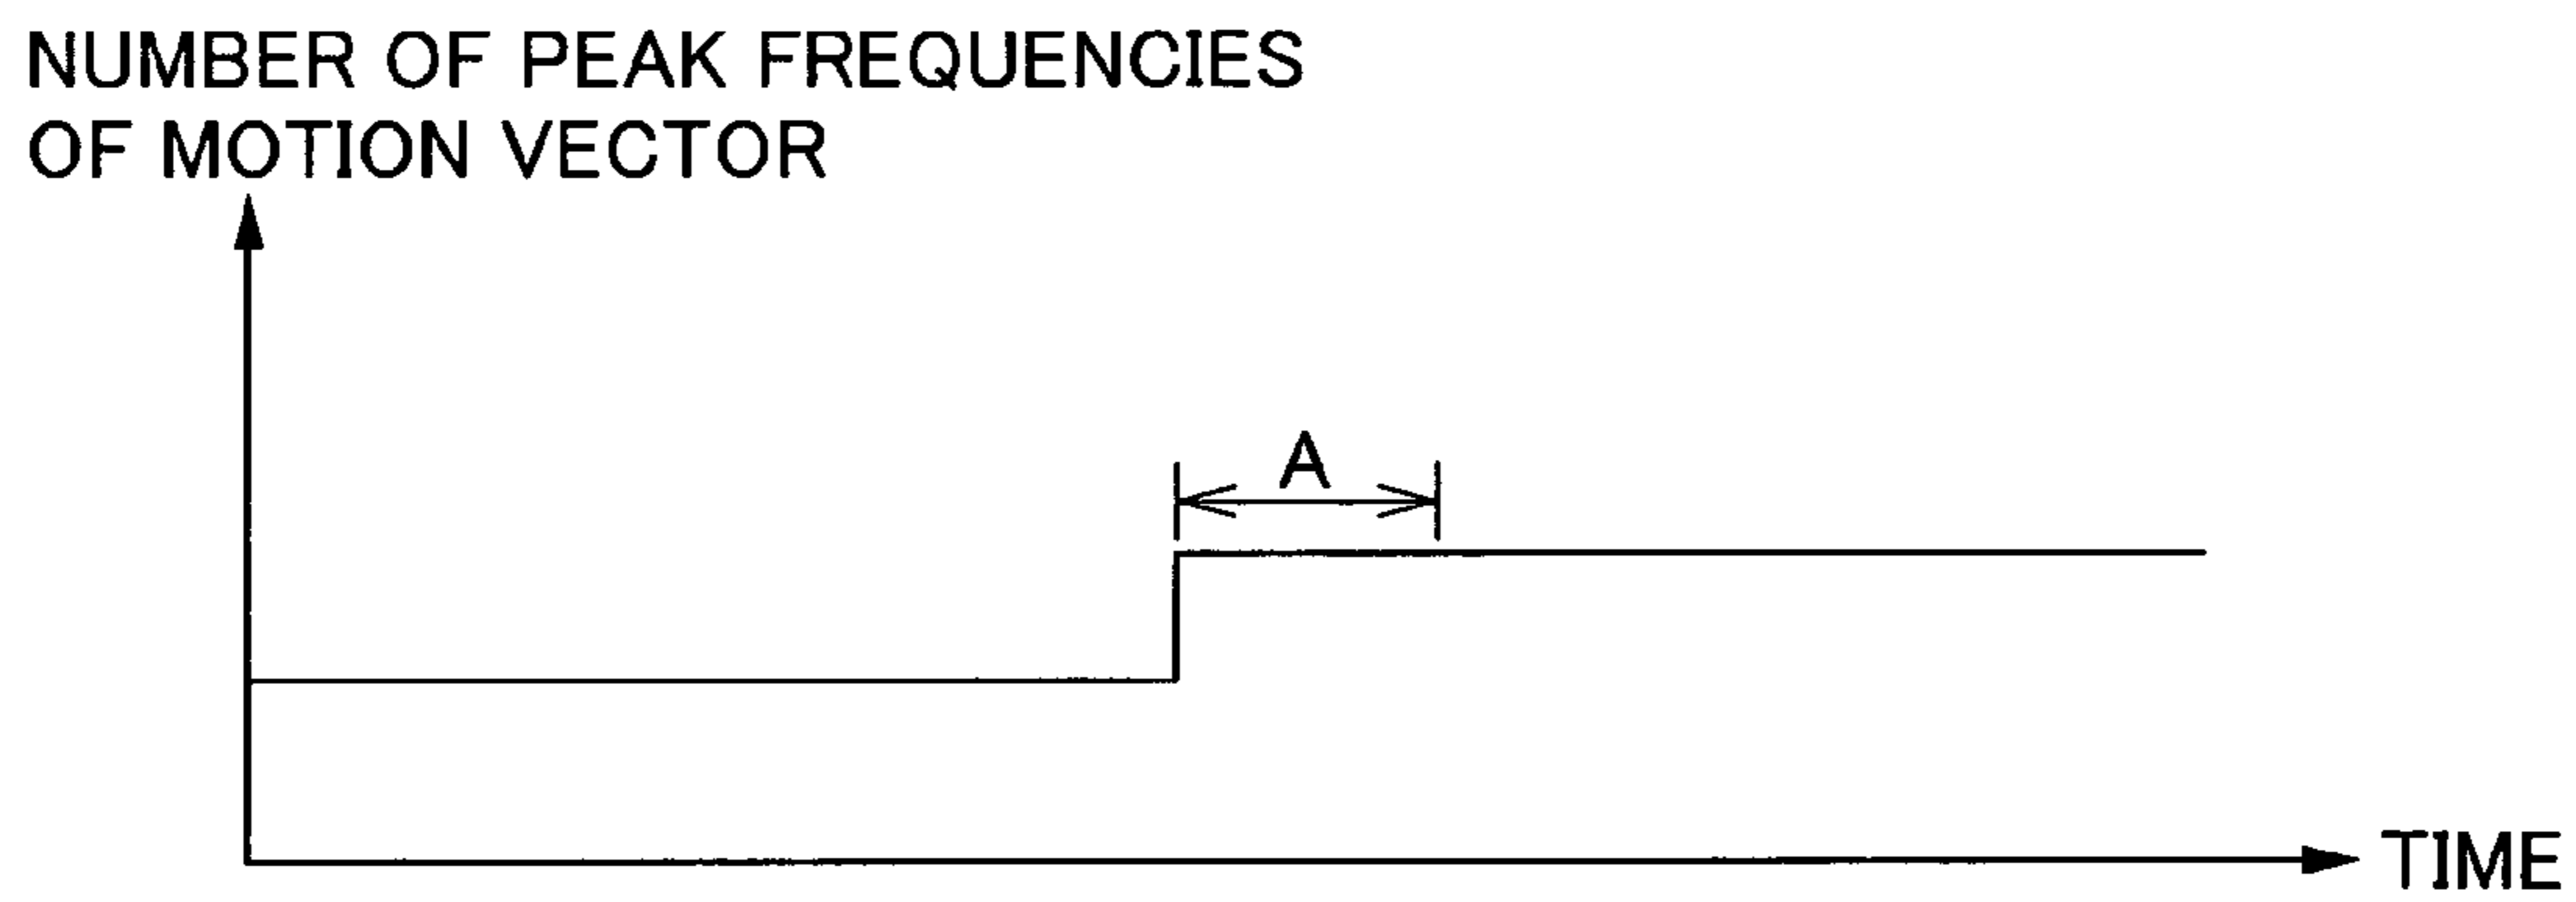 NUMBER OF PEAK FREQUENCIES
OF MOTION VECTOR
A
TIME